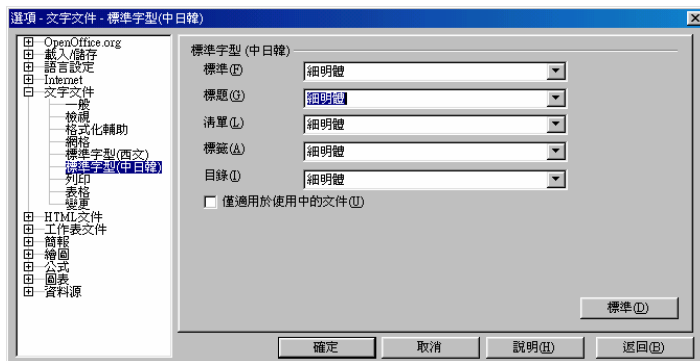 選項 - 文字文件 - 標準字型(中日韓)
OpenOffice.org
載入/儲存
語言設定
Internet
文字文件
一般
檢視
格式化輔助
網格
標準字型(西文)
標準字型(中日韓)
列印
表格
變更
HTML文件
工作表文件
簡報
繪圖
公式
圖表
資料源
標準字型 (中日韓)
標準(F) 細明體
標題(G) 細明體
清單(L) 細明體
標籤(A) 細明體
目錄(I) 細明體
僅適用於使用中的文件(U)
標準(D)
確定 取消 說明(H) 返回(B)